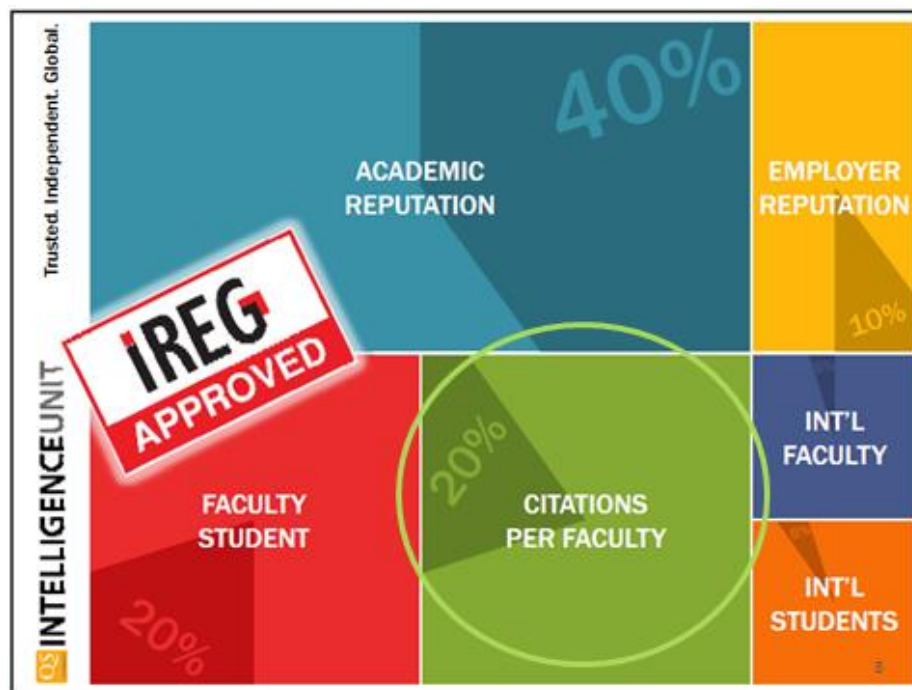 Trusted. Independent. Global.
QS INTELLIGENCEUNIT
40%
ACADEMIC
REPUTATION
EMPLOYER
REPUTATION
10%
iREG
APPROVED
20%
FACULTY
STUDENT
20%
CITATIONS
PER FACULTY
INT'L
FACULTY
INT'L
STUDENTS